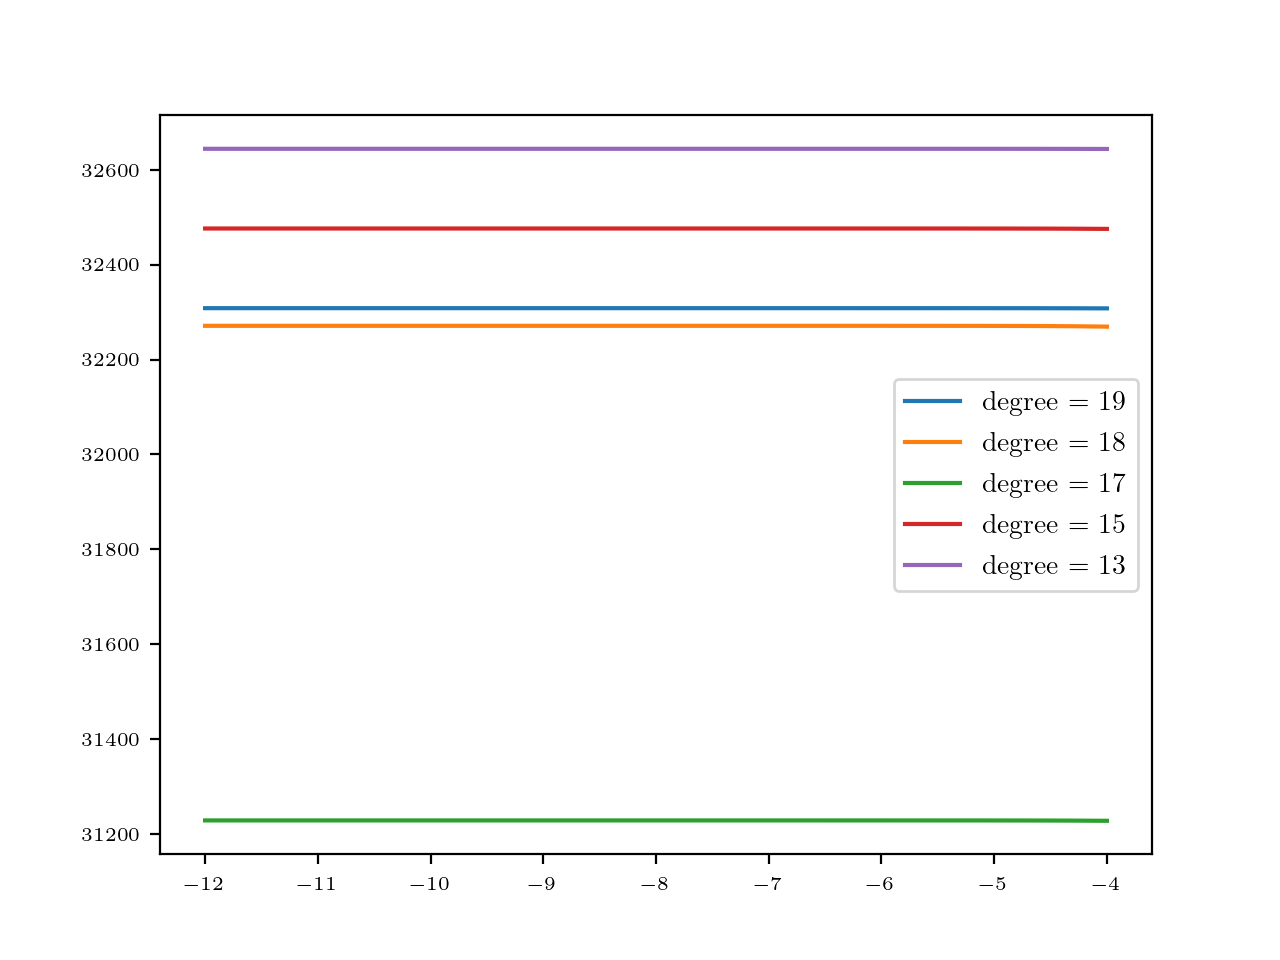 32600
32400
32200
32000
31800
31600
31400
31200
degree = 19
degree = 18
degree = 17
degree = 15
degree = 13
−12 −11 −10 −9 −8 −7 −6 −5 −4